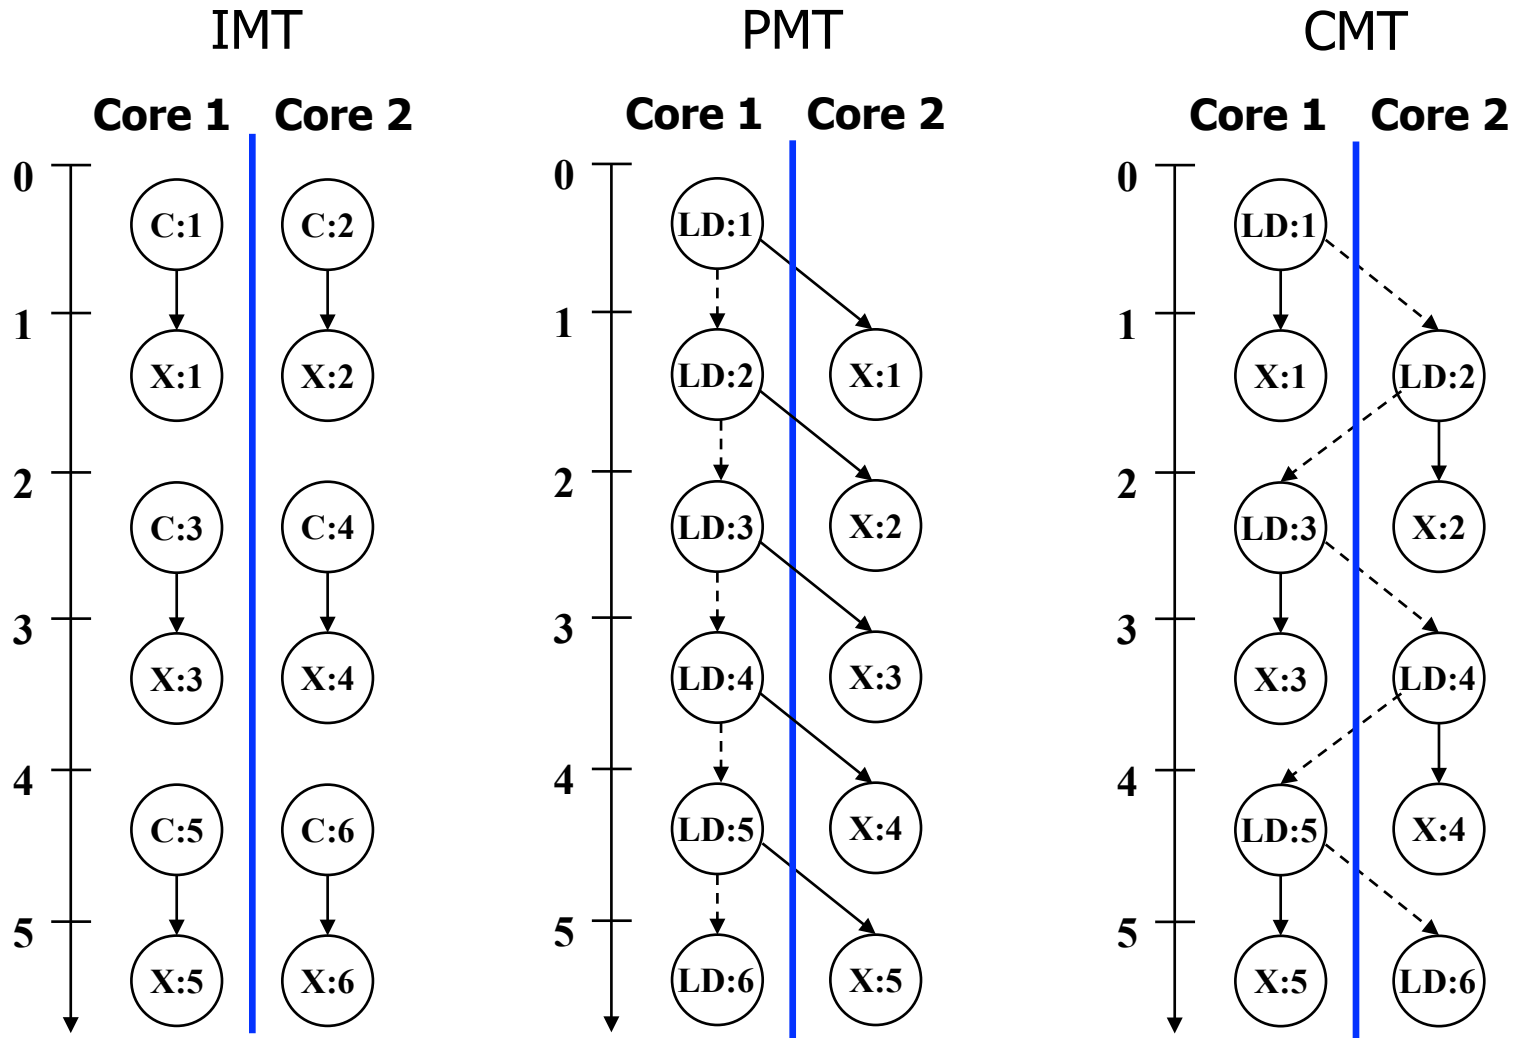 IMT PMT CMT
Core 1 Core 2 Core 1 Core 2 Core 1 Core 2
0 0 0
C:1 C:2 LD:1 LD:1
1 1 1
X:1 X:2 LD:2 X:1 X:1 LD:2
2 2 2
C:3 C:4 LD:3 X:2 LD:3 X:2
3 3 3
X:3 X:4 LD:4 X:3 X:3 LD:4
4 4 4
C:5 C:6 LD:5 X:4 LD:5 X:4
5 5 5
X:5 X:6 LD:6 X:5 X:5 LD:6